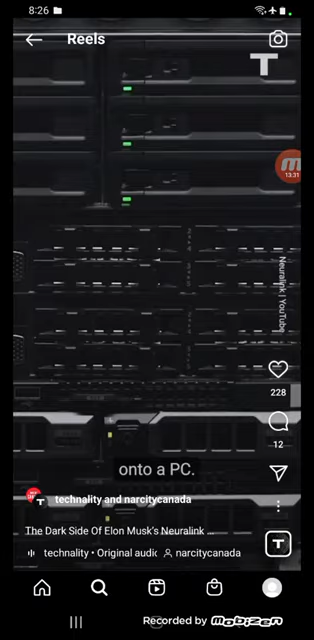 8:26
Reels
T
13:31
Neuralink | YouTube
228
onto a PC.
12
technality and narcitycanada
The Dark Side Of Elon Musk's Neuralink ...
technality • Original audic narcitycanada
Recorded by mobizen